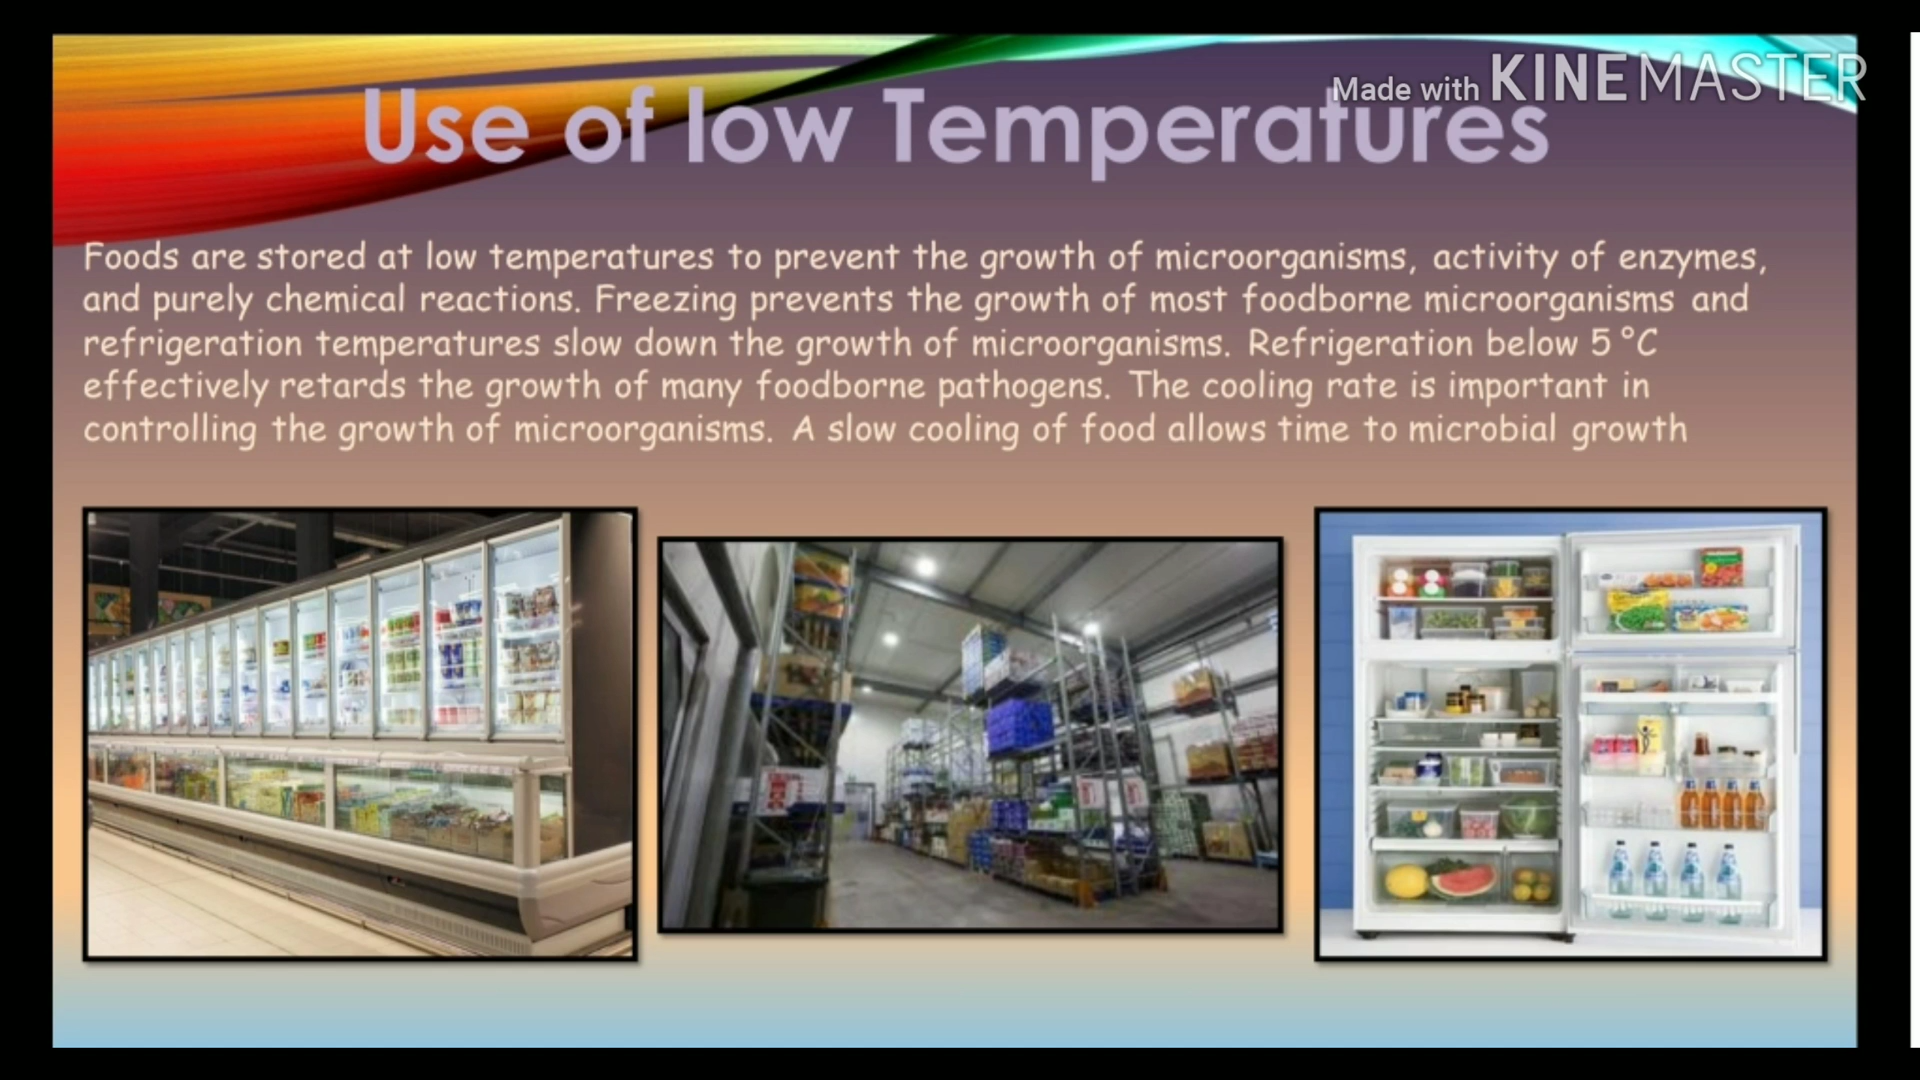 Made with KINEMASTER
Use of low Temperatures
Foods are stored at low temperatures to prevent the growth of microorganisms, activity of enzymes,
and purely chemical reactions. Freezing prevents the growth of most foodborne microorganisms and
refrigeration temperatures slow down the growth of microorganisms. Refrigeration below 5 °C
effectively retards the growth of many foodborne pathogens. The cooling rate is important in
controlling the growth of microorganisms. A slow cooling of food allows time to microbial growth